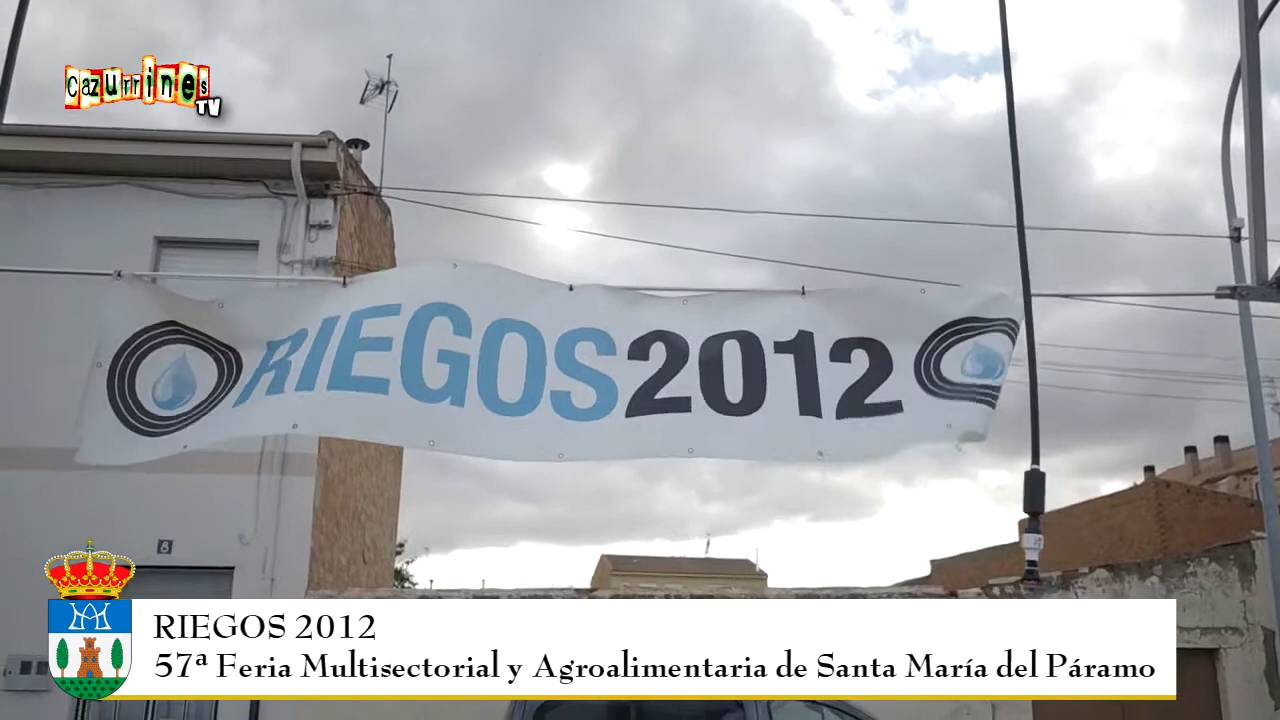 Cazurrines
TV
RIEGOS2012
8
RIEGOS 2012
57ª Feria Multisectorial y Agroalimentaria de Santa María del Páramo